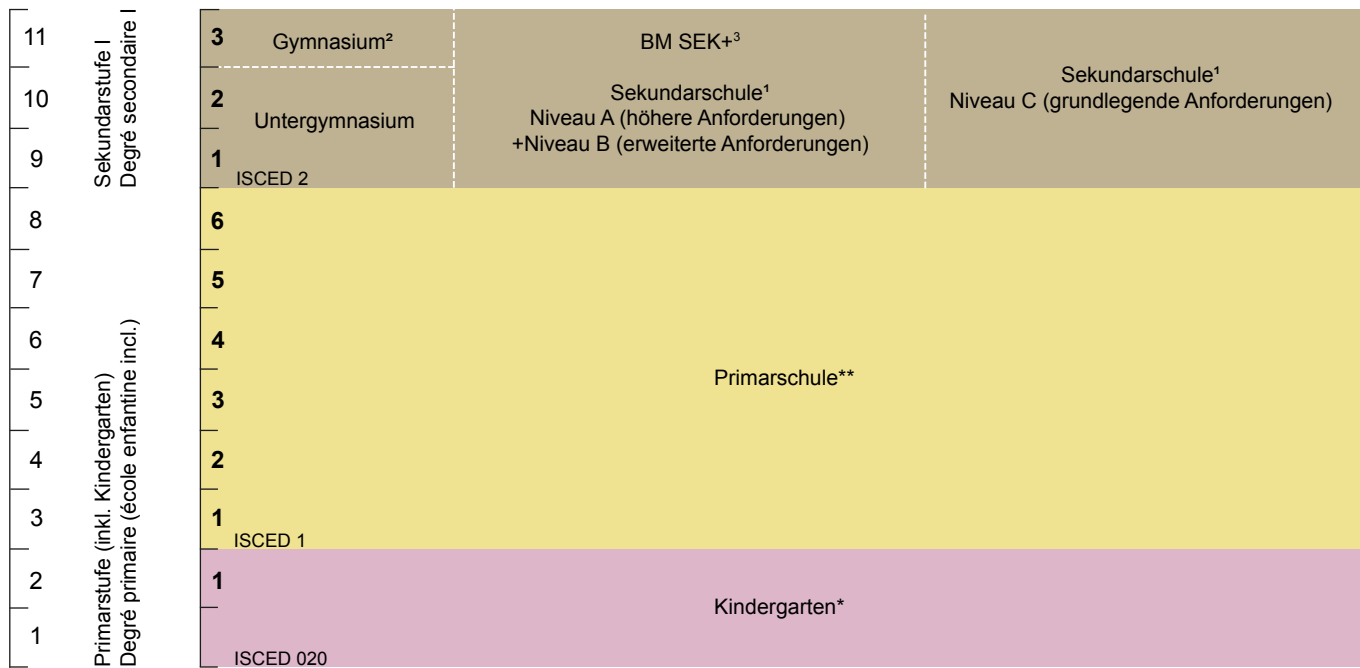 11
10
9
8
7
6
5
4
3
2
1
Sekundarstufe I
Degré secondaire I
Primarstufe (inkl. Kindergarten)
Degré primaire (école enfantine incl.)
3
2
1
6
5
4
3
2
1
1
Gymnasium²
Untergymnasium
ISCED 2
BM SEK+³
Sekundarschule¹
Niveau A (höhere Anforderungen)
+Niveau B (erweiterte Anforderungen)
Sekundarschule¹
Niveau C (grundlegende Anforderungen)
Primarschule**
ISCED 1
Kindergarten*
ISCED 020